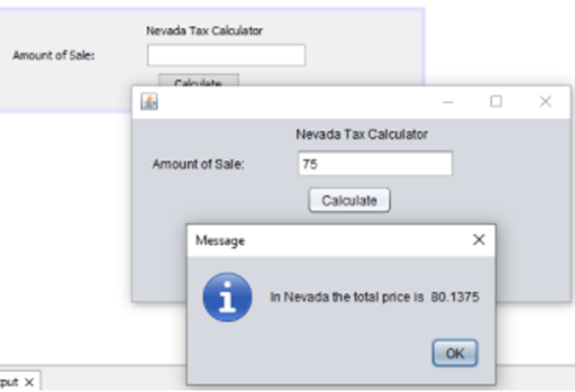 Nevada Tax Calculator
Amount of Sale:
Calculate
Nevada Tax Calculator
Amount of Sale: 75
Calculate
Message
In Nevada the total price is 80.1375
OK